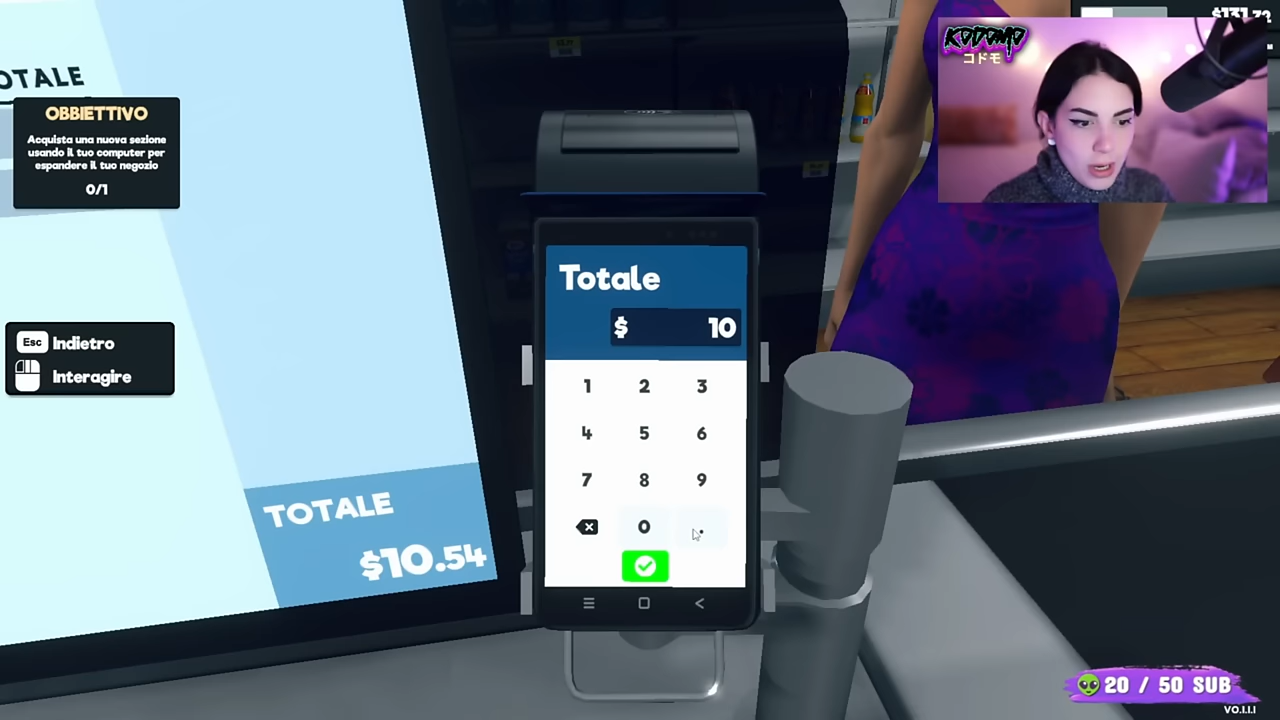 TOTALE
OBBIETTIVO
Acquista una nuova sezione
usando il tuo computer per
espandere il tuo negozio
0/1
Esc Indietro
Interagire
TOTALE
$10.54
Totale
$ 10
1 2 3
4 5 6
7 8 9
0 .
KODOMO
コドモ
$131.72
20 / 50 SUB
V0.1.1.1